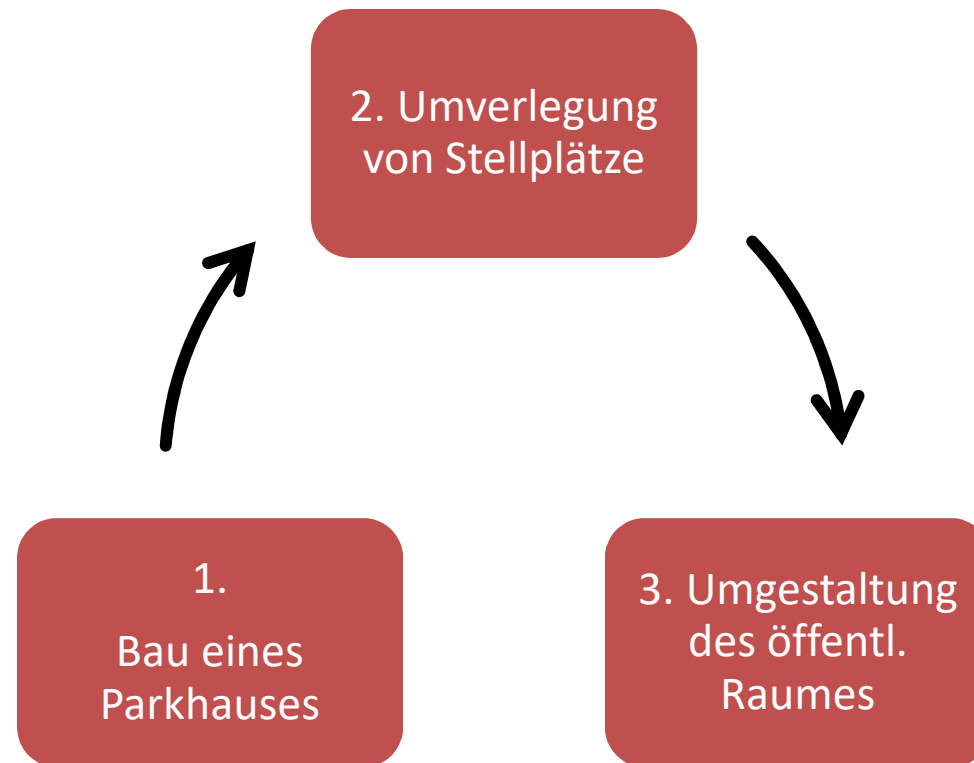 1.
Bau eines
Parkhauses
2. Umverlegung
von Stellplätze
3. Umgestaltung
des öffentl.
Raumes